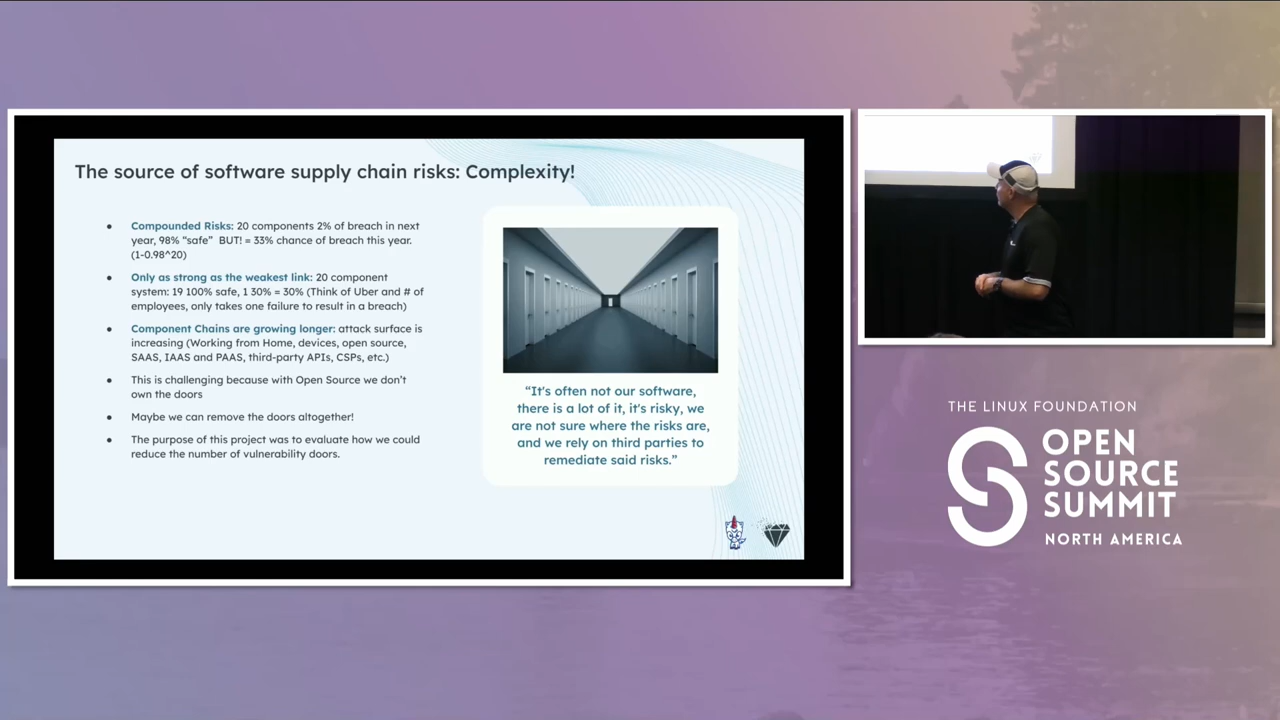 The source of software supply chain risks: Complexity!
● Compounded Risks: 20 components 2% of breach in next
year, 98% “safe” BUT! = 33% chance of breach this year.
(1-0.98^20)
● Only as strong as the weakest link: 20 component
system: 19 100% safe, 1 30% = 30% (Think of Uber and # of
employees, only takes one failure to result in a breach)
● Component Chains are growing longer: attack surface is
increasing (Working from Home, devices, open source,
SAAS, IAAS and PAAS, third-party APIs, CSPs, etc.)
● This is challenging because with Open Source we don’t
own the doors
● Maybe we can remove the doors altogether!
● The purpose of this project was to evaluate how we could
reduce the number of vulnerability doors.
“It's often not our software,
there is a lot of it, it's risky, we
are not sure where the risks are,
and we rely on third parties to
remediate said risks.”
THE LINUX FOUNDATION
OPEN
SOURCE
SUMMIT
NORTH AMERICA